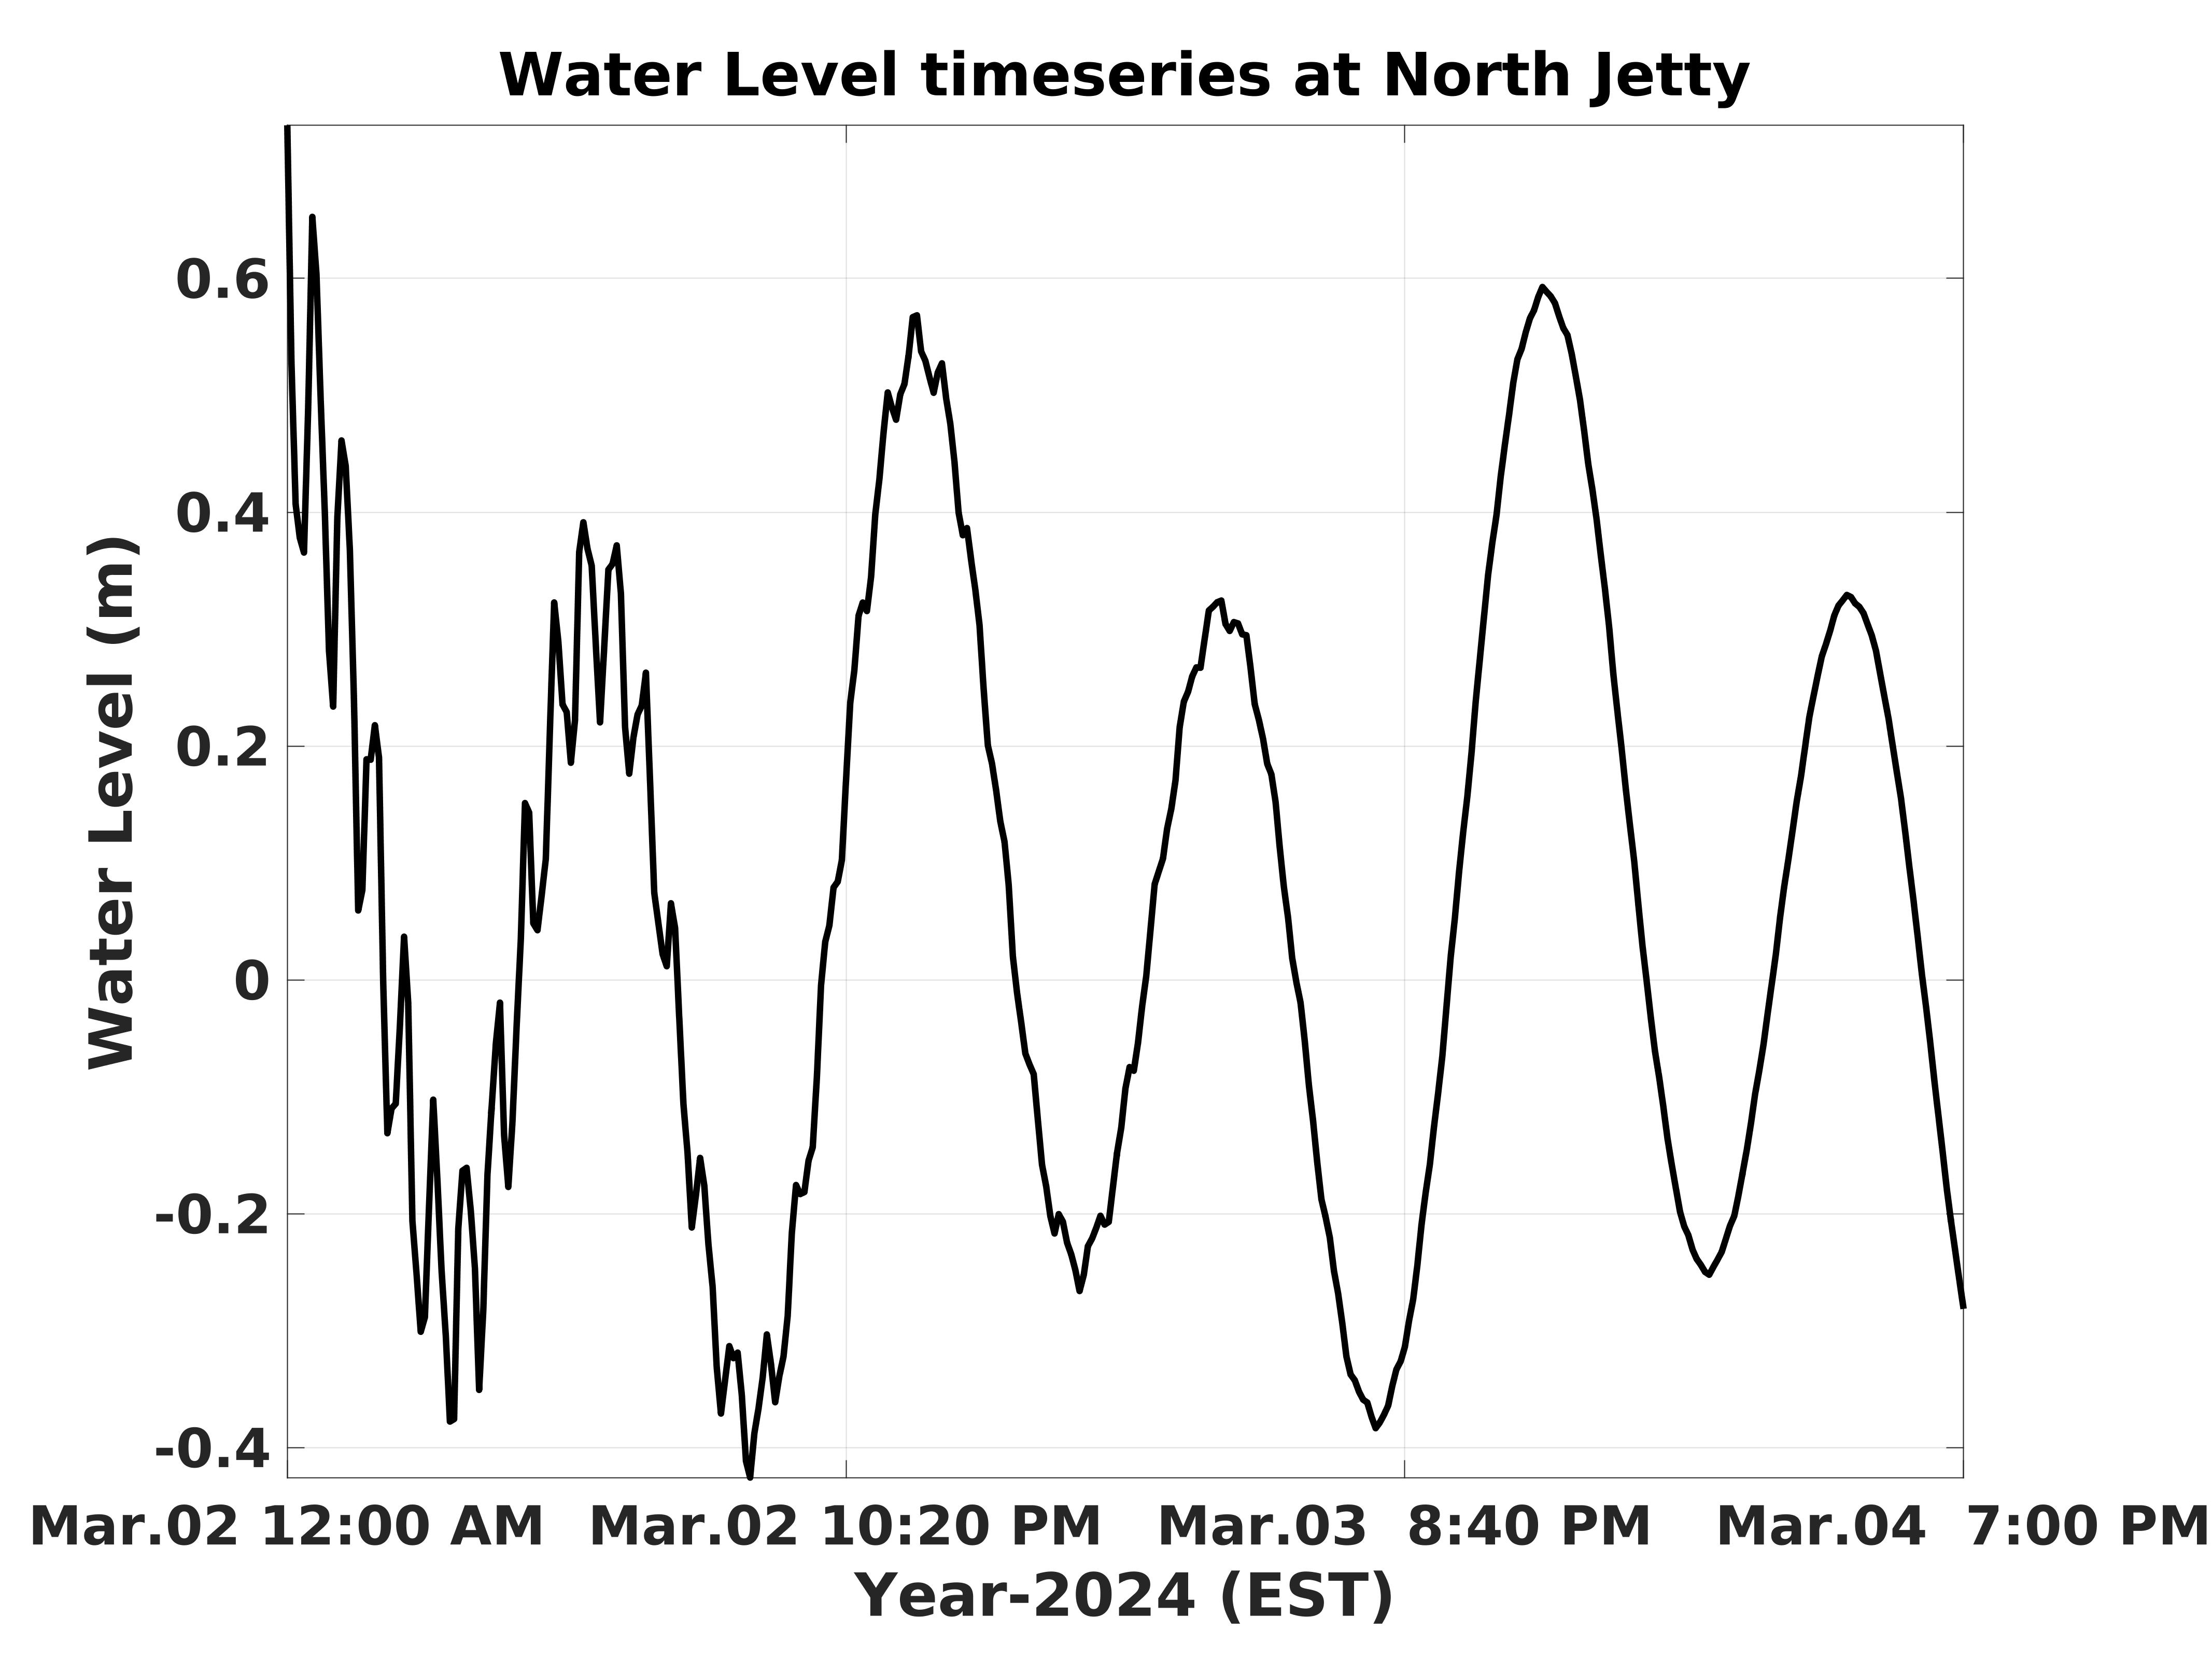 Water Level timeseries at North Jetty
Water Level (m)
0.6
0.4
0.2
0
-0.2
-0.4
Mar.02 12:00 AM Mar.02 10:20 PM Mar.03 8:40 PM Mar.04 7:00 PM
Year-2024 (EST)